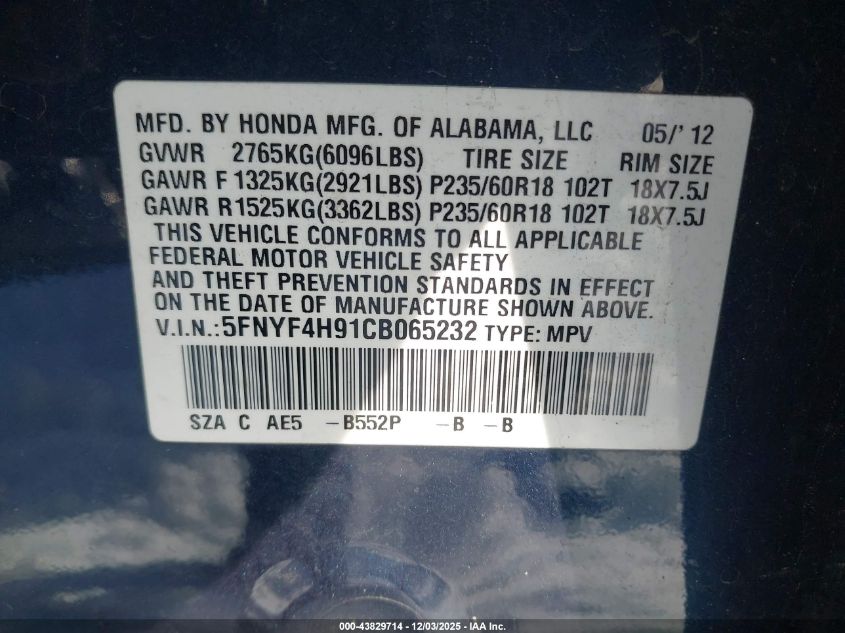 MFD. BY HONDA MFG. OF ALABAMA, LLC 05/' 12
GVWR 2765KG(6096LBS) TIRE SIZE RIM SIZE
GAWR F 1325KG(2921LBS) P235/60R18 102T 18X7.5J
GAWR R1525KG(3362LBS) P235/60R18 102T 18X7.5J
THIS VEHICLE CONFORMS TO ALL APPLICABLE
FEDERAL MOTOR VEHICLE SAFETY
AND THEFT PREVENTION STANDARDS IN EFFECT
ON THE DATE OF MANUFACTURE SHOWN ABOVE.
V.I.N.:5FNYF4H91CB065232 TYPE: MPV
SZA C AE5 -B552P -B -B
000-43829714 - 12/03/2025 - IAA Inc.